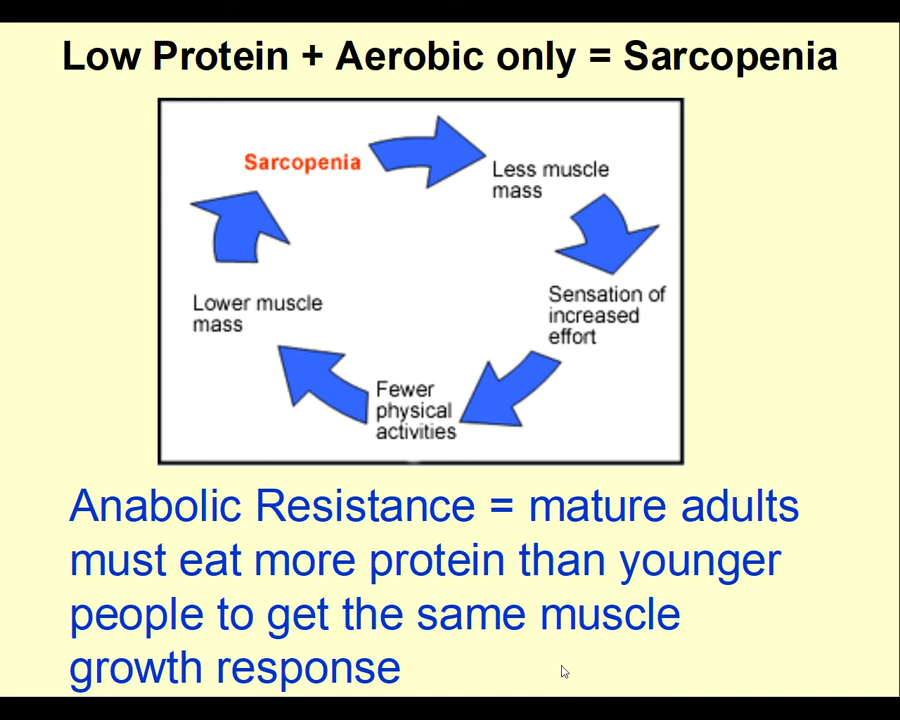 Low Protein + Aerobic only = Sarcopenia
Sarcopenia
Less muscle
mass
Sensation of
increased
effort
Fewer
physical
activities
Lower muscle
mass
Anabolic Resistance = mature adults
must eat more protein than younger
people to get the same muscle
growth response